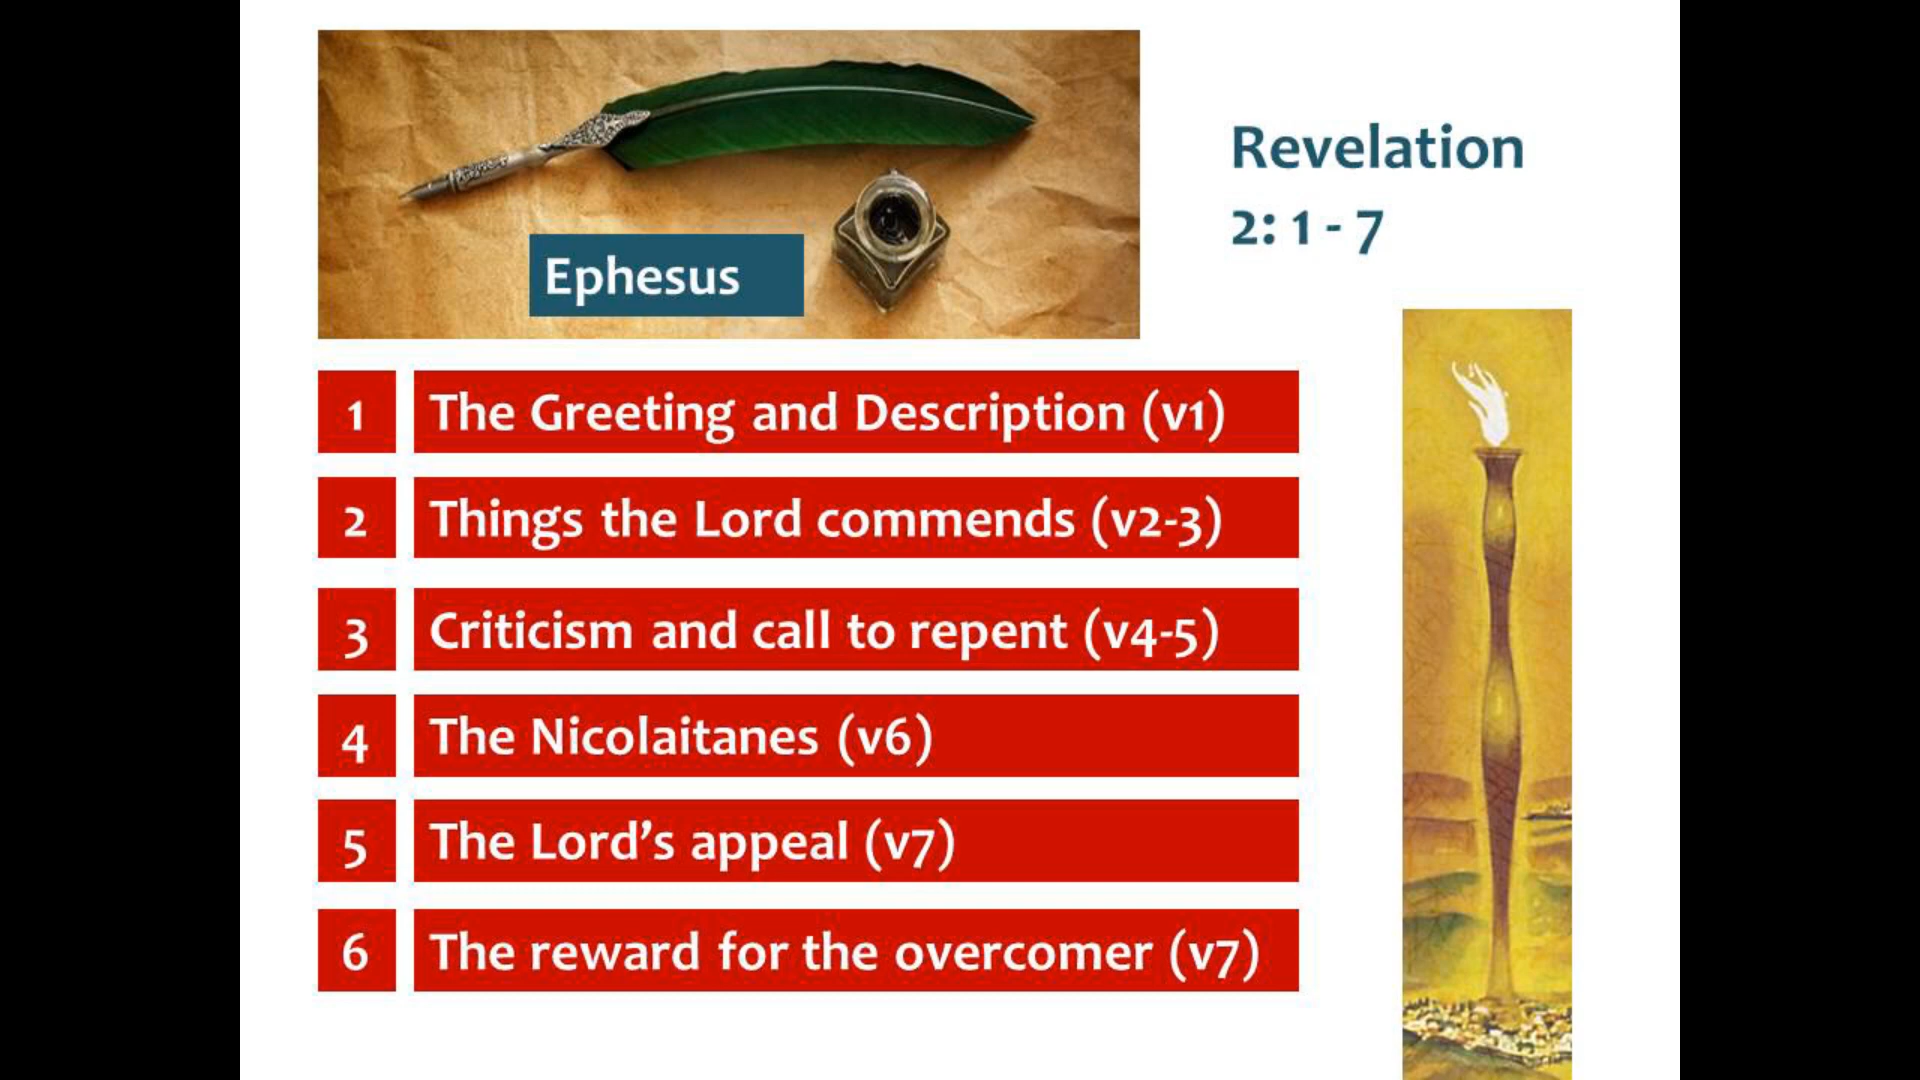 Ephesus
Revelation
2: 1 - 7
1 The Greeting and Description (v1)
2 Things the Lord commends (v2-3)
3 Criticism and call to repent (v4-5)
4 The Nicolaitanes (v6)
5 The Lord’s appeal (v7)
6 The reward for the overcomer (v7)